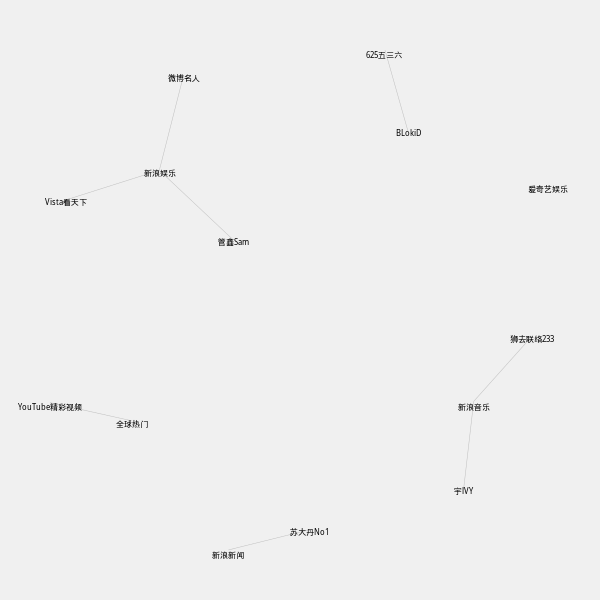 625五三六
微博名人
BLokiD
新浪娱乐
爱奇艺娱乐
Vista看天下
管鑫Sam
狮去联络233
YouTube精彩视频
新浪音乐
全球热门
宇IVY
苏大丹No1
新浪新闻